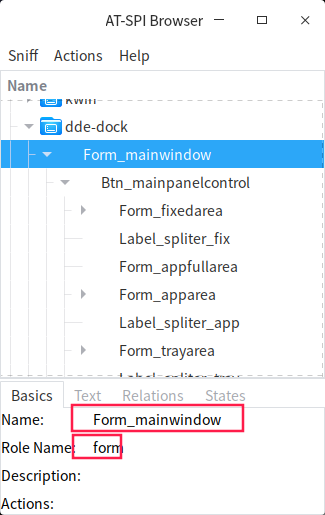 AT-SPI Browser
Sniff Actions Help
Name
kwin
dde-dock
Form_mainwindow
Btn_mainpanelcontrol
Form_fixedarea
Label_spliter_fix
Form_appfullarea
Form_apparea
Label_spliter_app
Form_trayarea
Label_spliter_tray
Basics Text Relations States
Name: Form_mainwindow
Role Name: form
Description:
Actions: